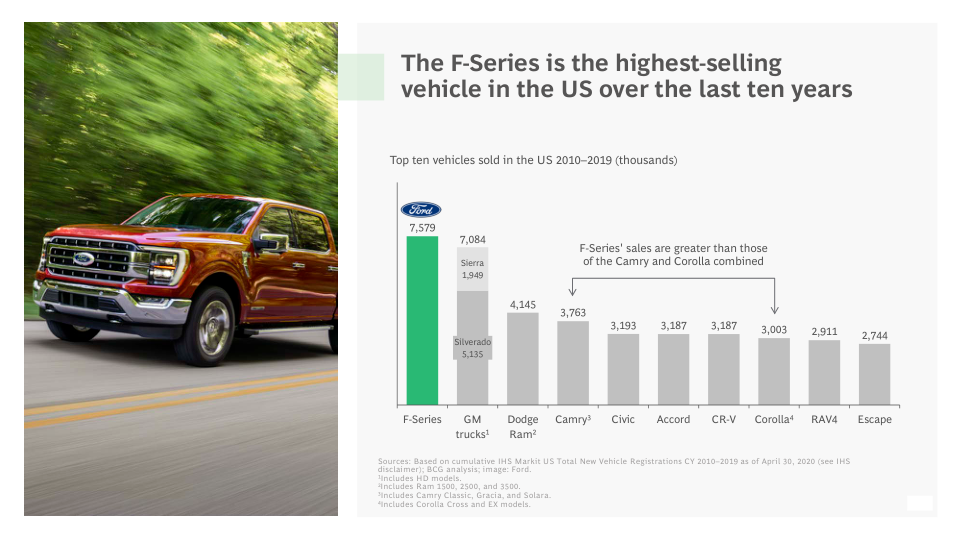 The F-Series is the highest-selling
vehicle in the US over the last ten years
Top ten vehicles sold in the US 2010–2019 (thousands)
Ford
7,579
7,084
Sierra
1,949
Silverado
5,135
4,145
3,763
3,193
3,187
3,187
3,003
2,911
2,744
F-Series' sales are greater than those
of the Camry and Corolla combined
F-Series
GM
trucks¹
Dodge
Ram²
Camry³
Civic
Accord
CR-V
Corolla⁴
RAV4
Escape
Sources: Based on cumulative IHS Markit US Total New Vehicle Registrations CY 2010–2019 as of April 30, 2020 (see IHS
disclaimer); BCG analysis; image: Ford.
¹Includes HD models.
²Includes Ram 1500, 2500, and 3500.
³Includes Camry Classic, Gracia, and Solara.
⁴Includes Corolla Cross and EX models.